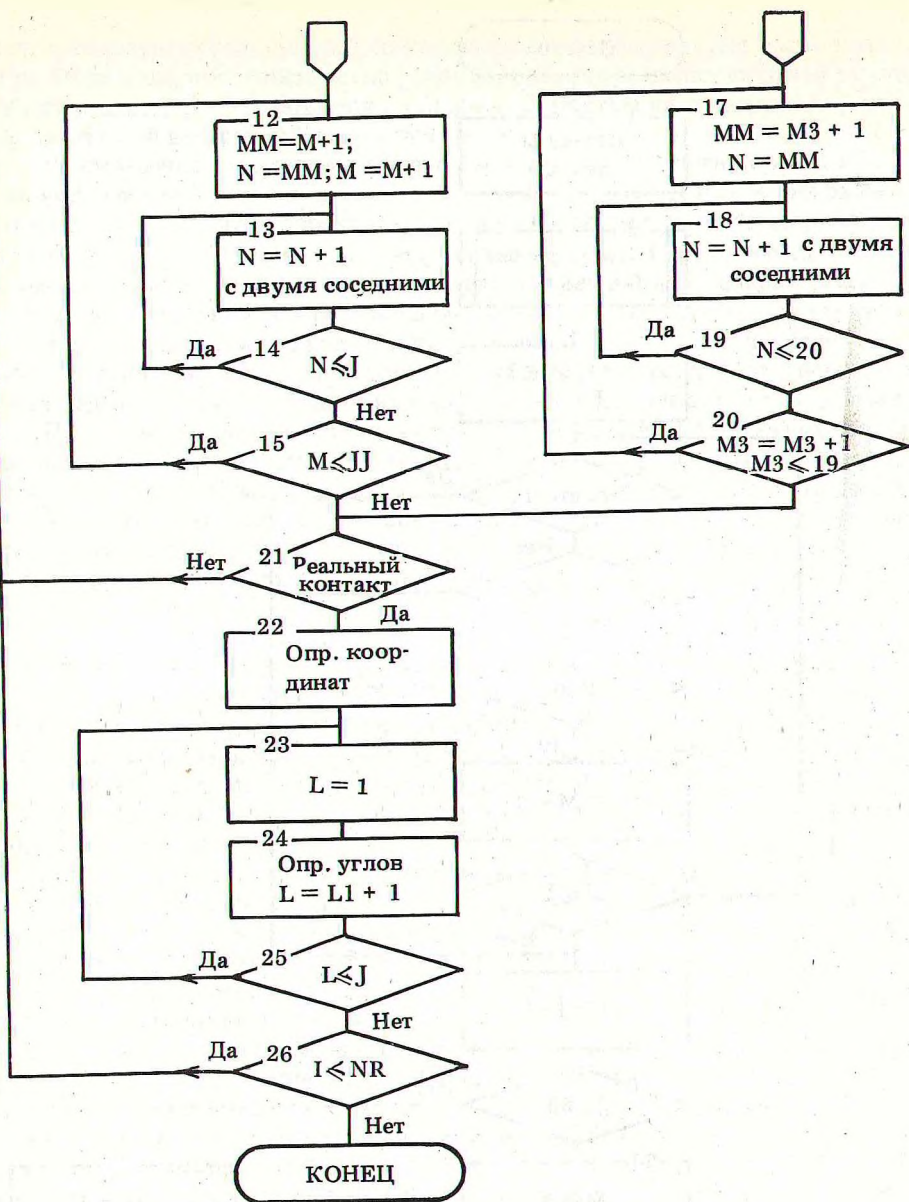 12
MM=M+1;
N =MM; M =M+ 1
13
N = N + 1
с двумя соседними
14
Да
N⩽J
Нет
15
Да
M⩽JJ
Нет
17
MM = M3 + 1
N = MM
18
N = N + 1 с двумя
соседними
19
Да
N⩽20
20
Да
M3 = M3 +1
M3 ⩽ 19
21
Нет
Реальный
контакт
Да
22
Опр. коор-
динат
23
L = 1
24
Опр. углов
L = L1 + 1
25
Да
L⩽J
Нет
26
Да
I⩽NR
Нет
КОНЕЦ